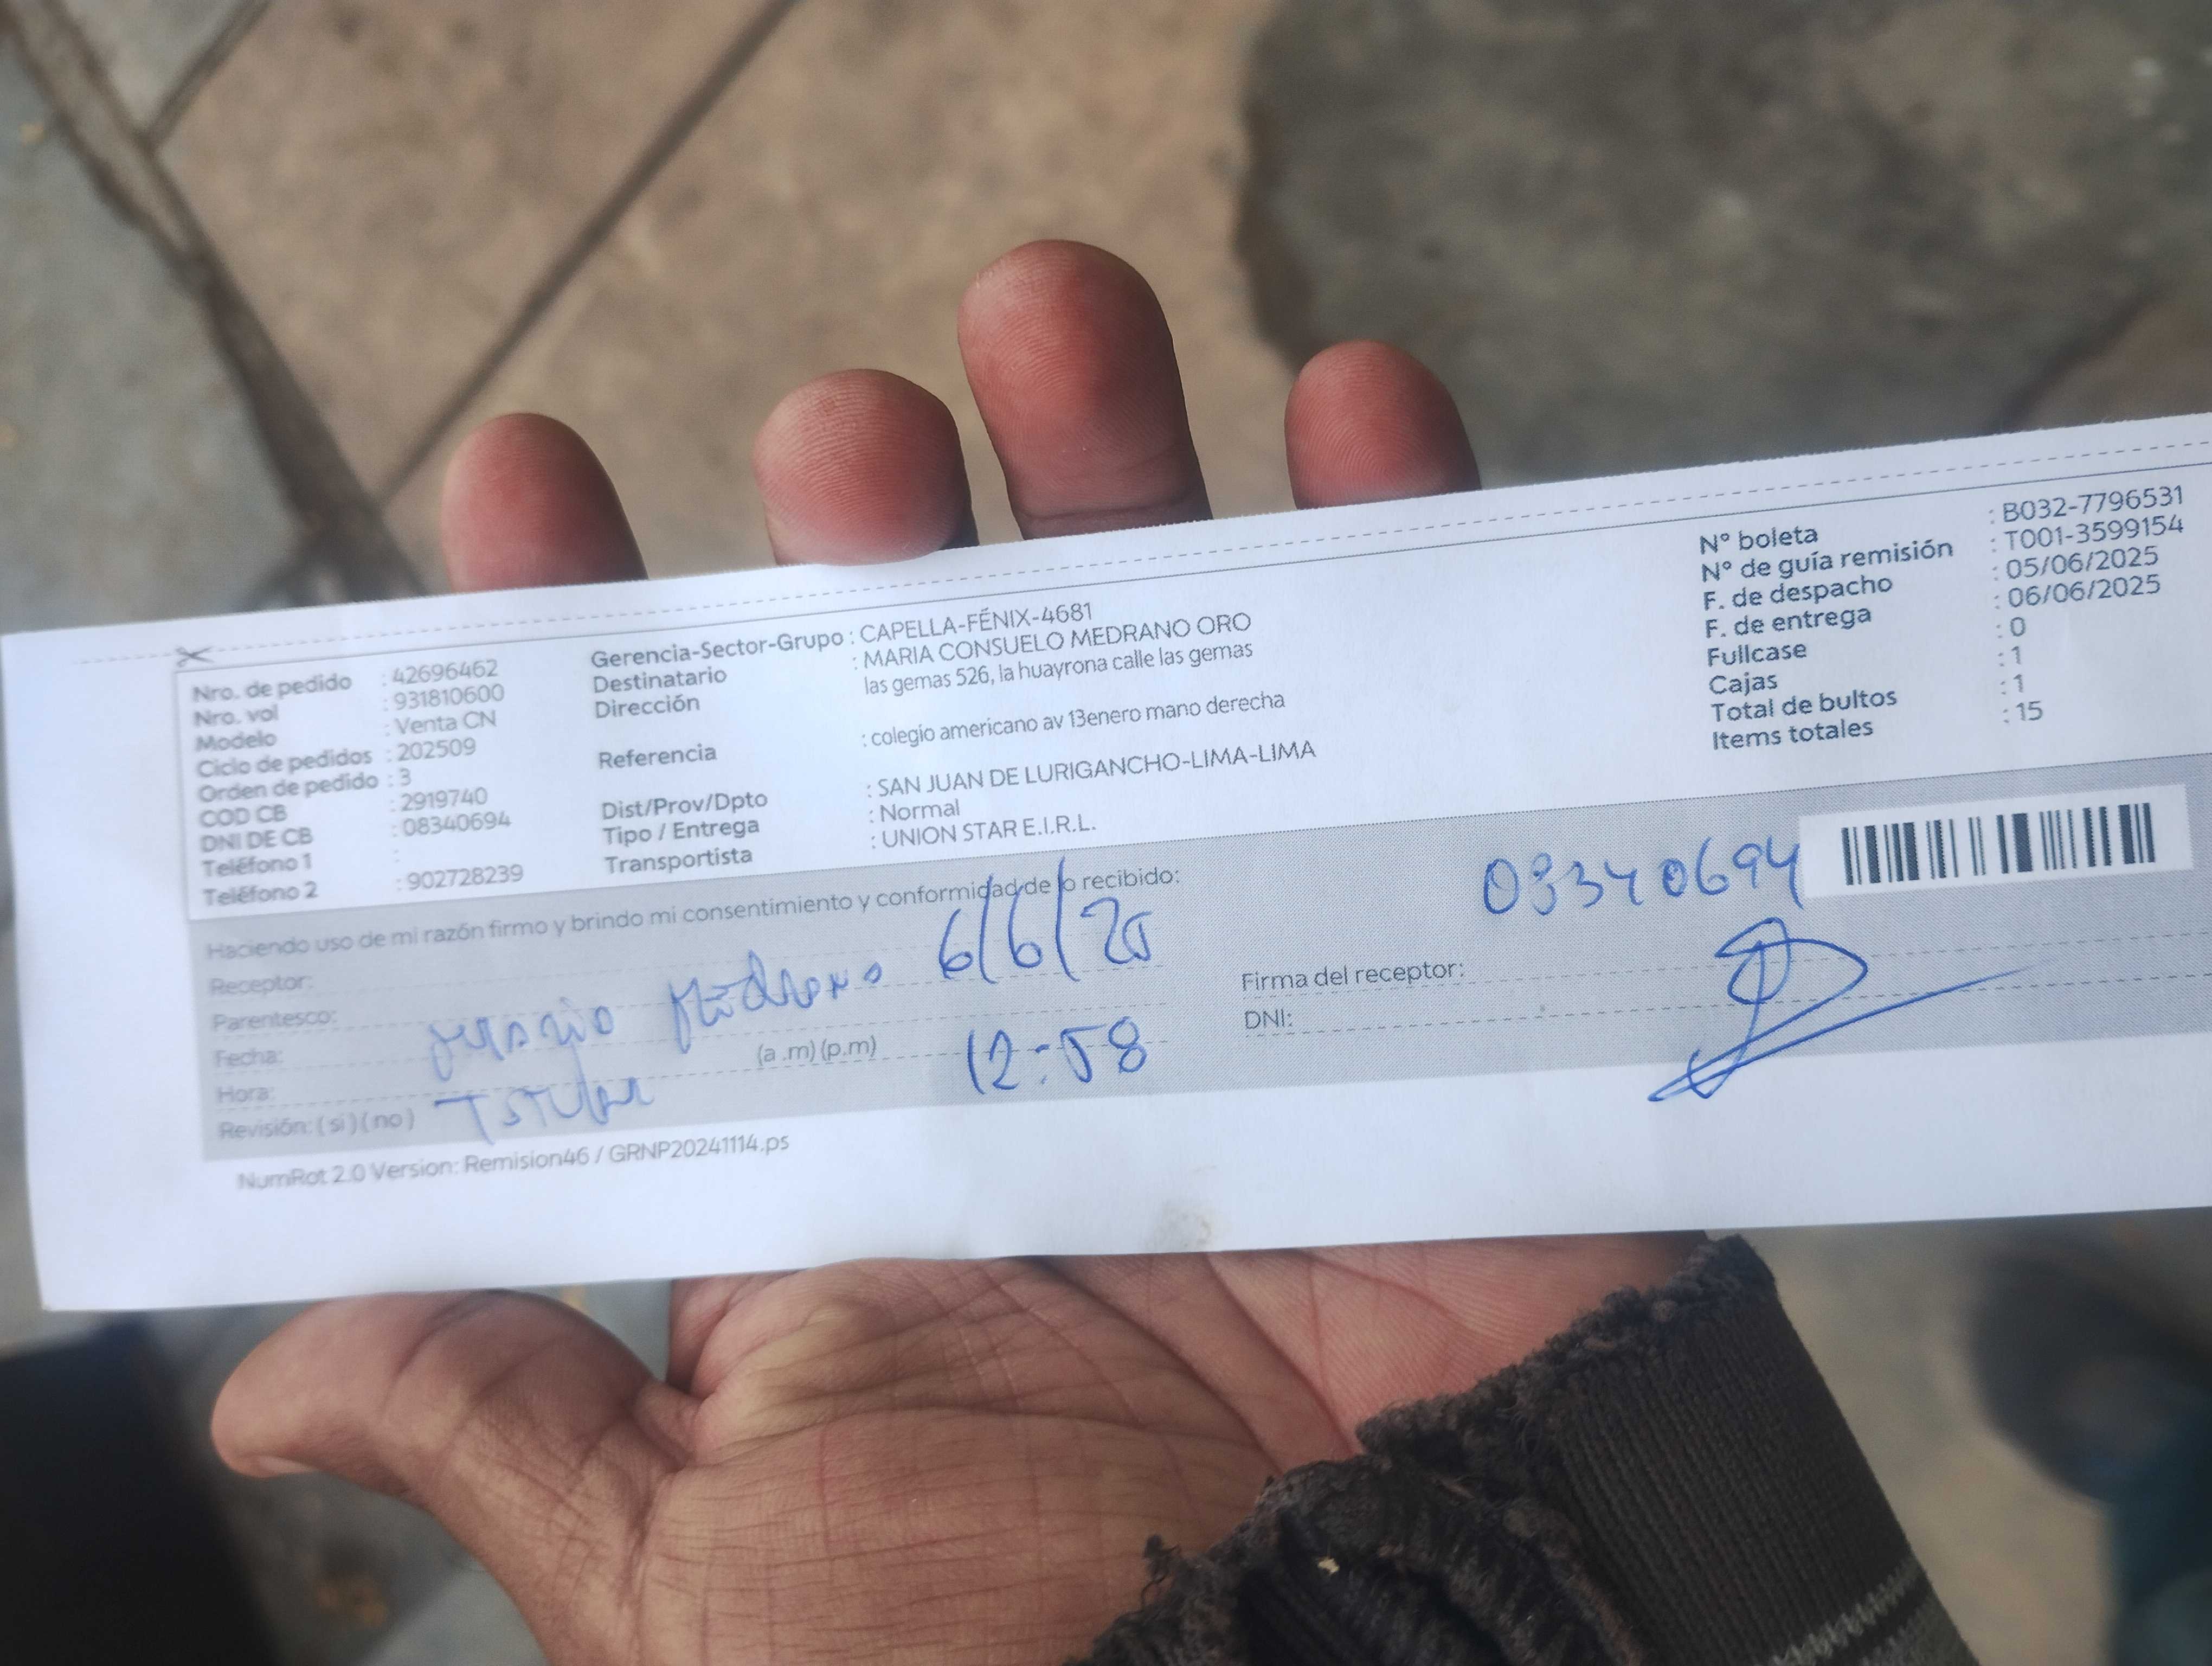 Nro. de pedido : 42696462
Nro. vol : 931810600
Modelo : Venta CN
Ciclo de pedidos : 202509
Orden de pedido : 3
COD CB : 2919740
DNI DE CB : 08340694
Teléfono 1 :
Teléfono 2 : 902728239
Gerencia-Sector-Grupo : CAPELLA-FÉNIX-4681
Destinatario : MARIA CONSUELO MEDRANO ORO
Dirección las gemas 526, la huayrona calle las gemas
Referencia : colegio americano av 13enero mano derecha
Dist/Prov/Dpto : SAN JUAN DE LURIGANCHO-LIMA-LIMA
Tipo / Entrega : Normal
Transportista : UNION STAR E.I.R.L.
N° boleta : B032-7796531
N° de guía remisión : T001-3599154
F. de despacho : 05/06/2025
F. de entrega : 06/06/2025
Fullcase : 0
Cajas : 1
Total de bultos : 1
Items totales : 15
Haciendo uso de mi razón firmo y brindo mi consentimiento y conformidad de lo recibido:
Receptor:
Parentesco:
Fecha: Medrano 6/6/25
Hora: (a .m) (p.m) 12:58
Revisión: ( si ) ( no )
08340694
Firma del receptor:
DNI:
NumRot 2.0 Version: Remision46 / GRNP20241114.ps